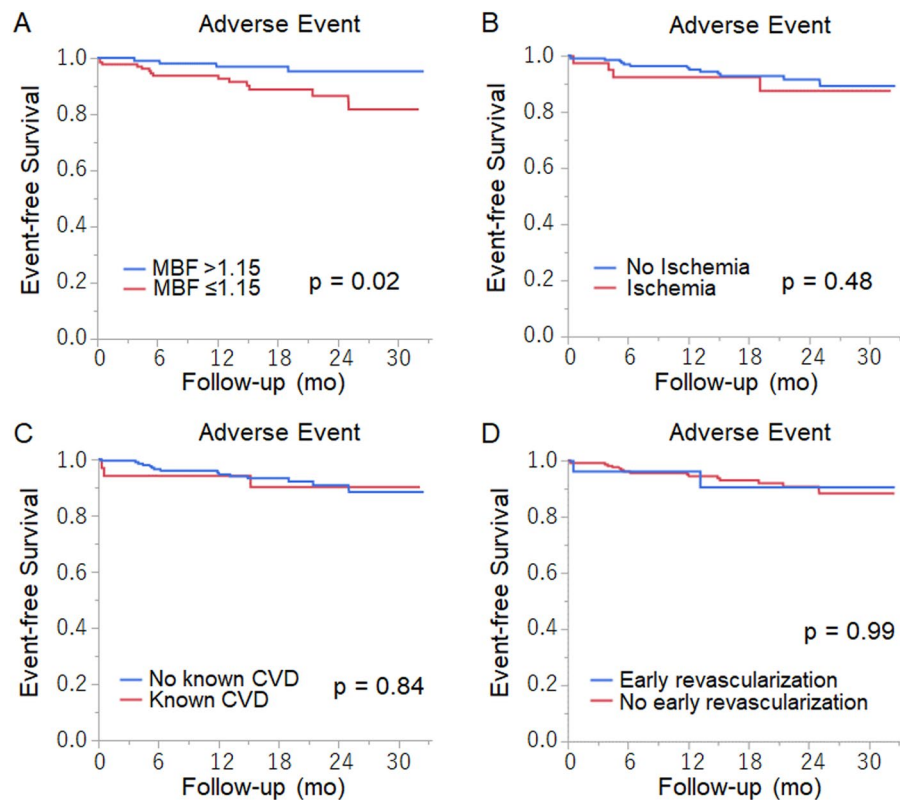 A
Adverse Event
Event-free Survival
1.0
0.8
0.6
0.4
0.2
0.0
MBF >1.15
MBF ≤1.15
p = 0.02
0 6 12 18 24 30
Follow-up (mo)
B
Adverse Event
Event-free Survival
1.0
0.8
0.6
0.4
0.2
0.0
No Ischemia
Ischemia
p = 0.48
0 6 12 18 24 30
Follow-up (mo)
C
Adverse Event
Event-free Survival
1.0
0.8
0.6
0.4
0.2
0.0
No known CVD
Known CVD
p = 0.84
0 6 12 18 24 30
Follow-up (mo)
D
Adverse Event
Event-free Survival
1.0
0.8
0.6
0.4
0.2
0.0
p = 0.99
Early revascularization
No early revascularization
0 6 12 18 24 30
Follow-up (mo)